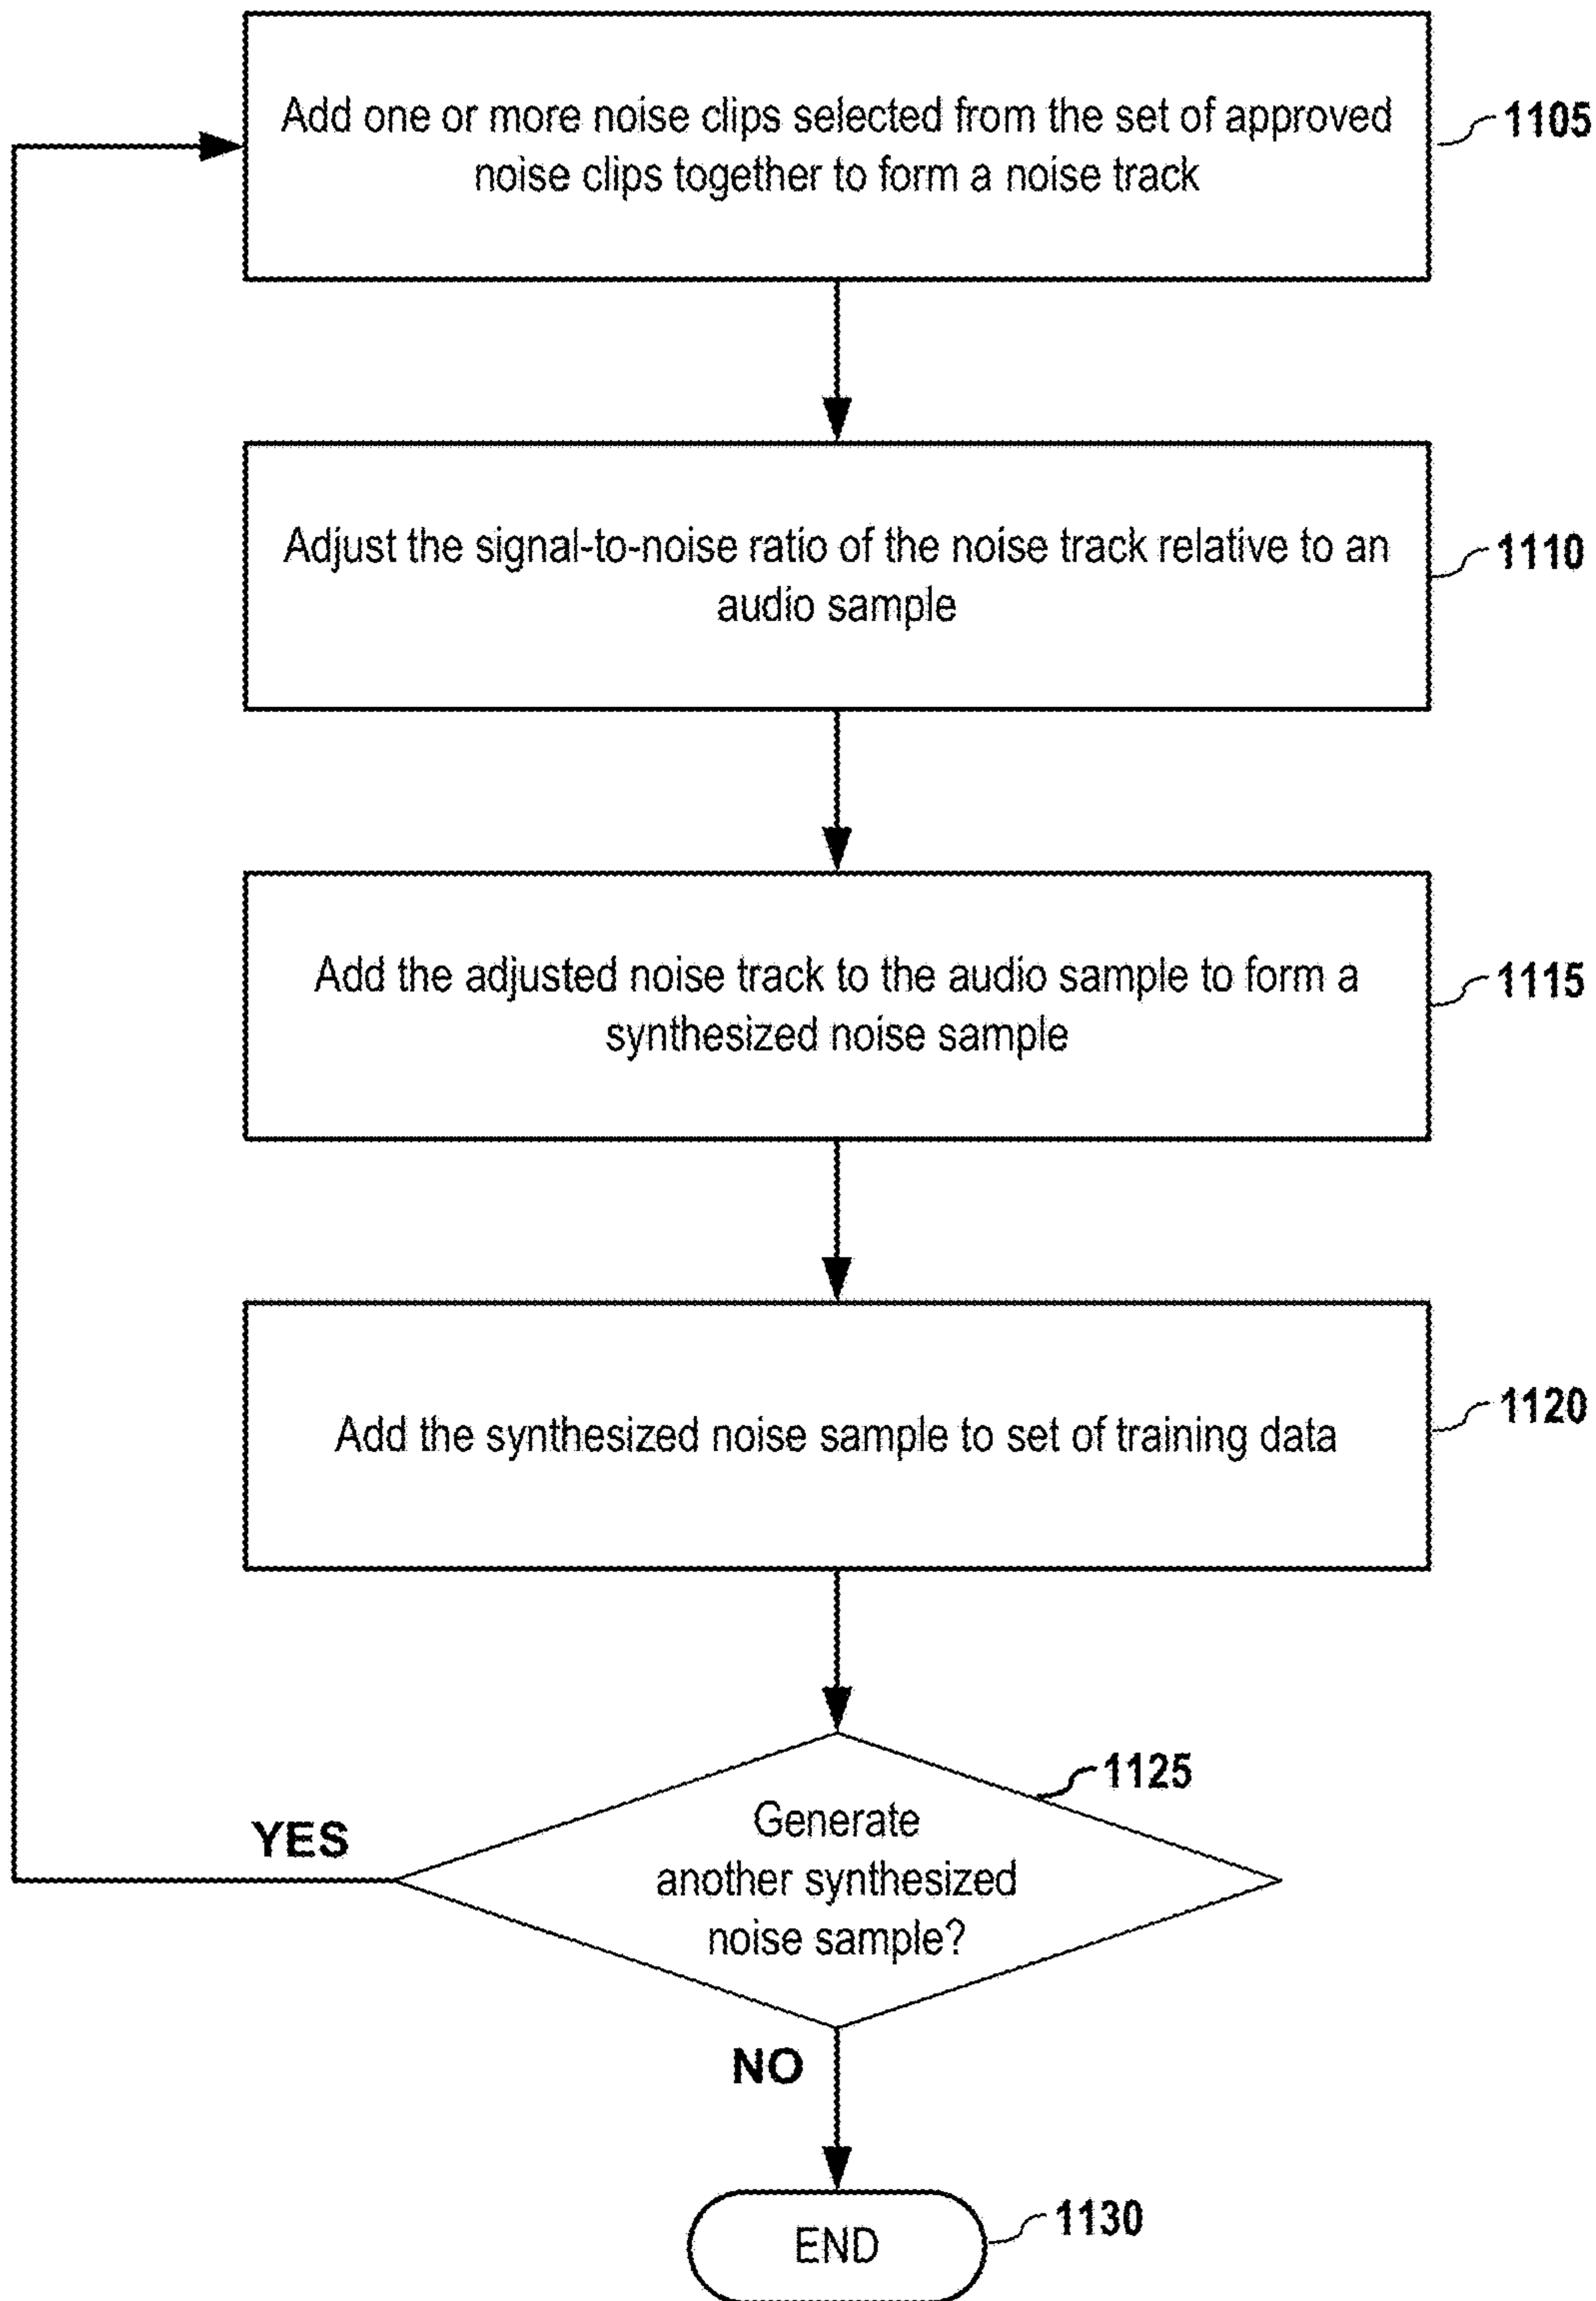 Add one or more noise clips selected from the set of approved
noise clips together to form a noise track
1105
Adjust the signal-to-noise ratio of the noise track relative to an
audio sample
1110
Add the adjusted noise track to the audio sample to form a
synthesized noise sample
1115
Add the synthesized noise sample to set of training data
1120
1125
Generate
another synthesized
noise sample?
YES
NO
END
1130